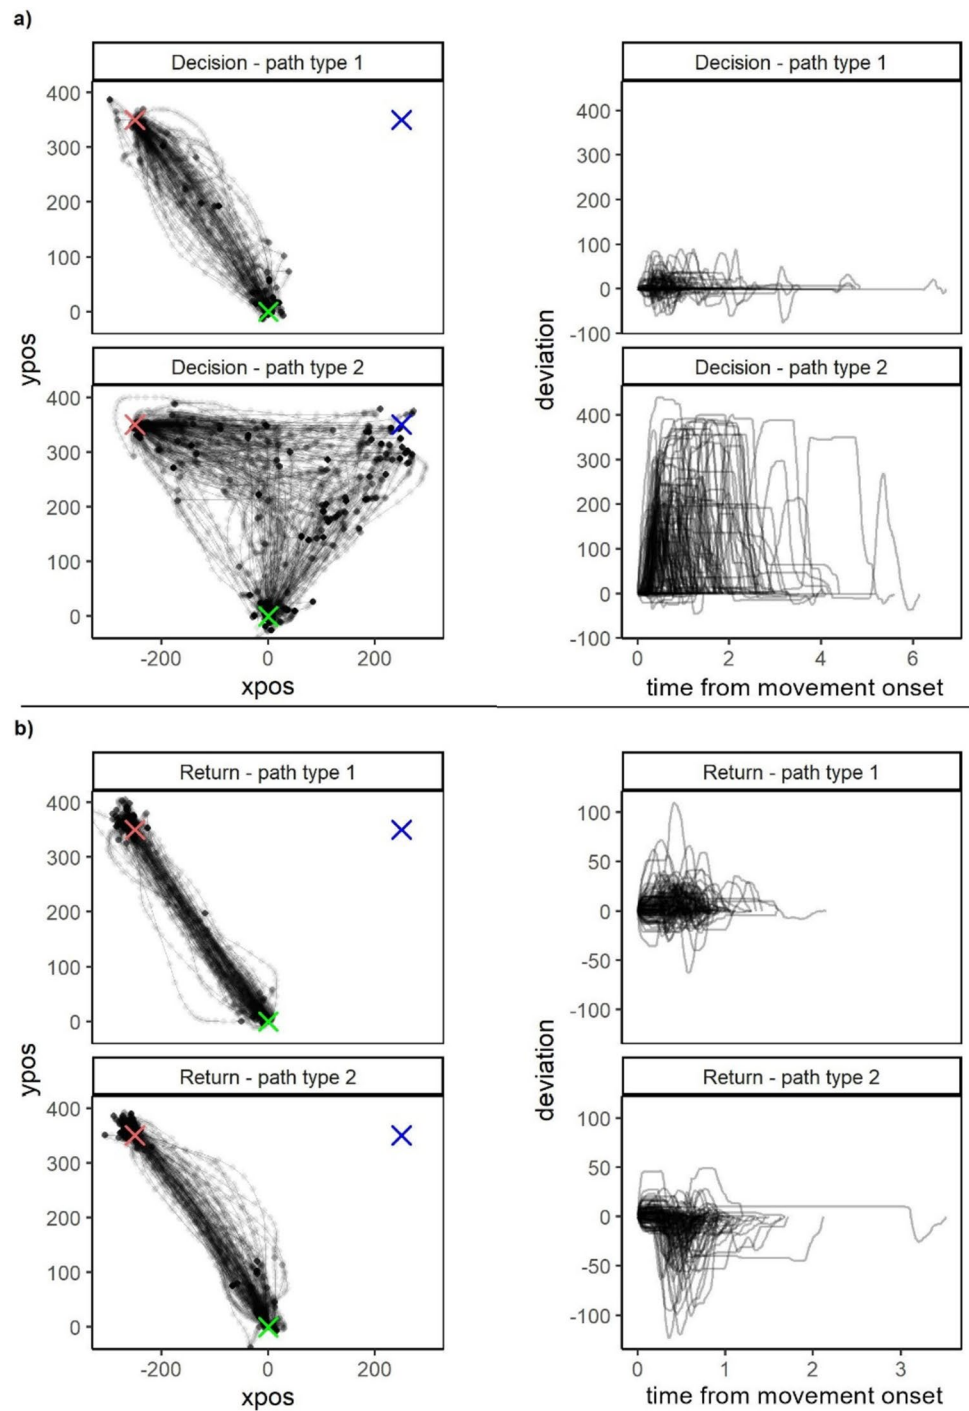 a)
Decision - path type 1
Decision - path type 1
400
300
200
100
0
400
300
200
100
0
-100
Decision - path type 2
Decision - path type 2
400
300
200
100
0
400
300
200
100
0
-100
ypos
deviation
-200 0 200
0 2 4 6
xpos
time from movement onset
b)
Return - path type 1
Return - path type 1
400
300
200
100
0
100
50
0
-50
-100
Return - path type 2
Return - path type 2
400
300
200
100
0
100
50
0
-50
-100
ypos
deviation
-200 0 200
0 1 2 3
xpos
time from movement onset